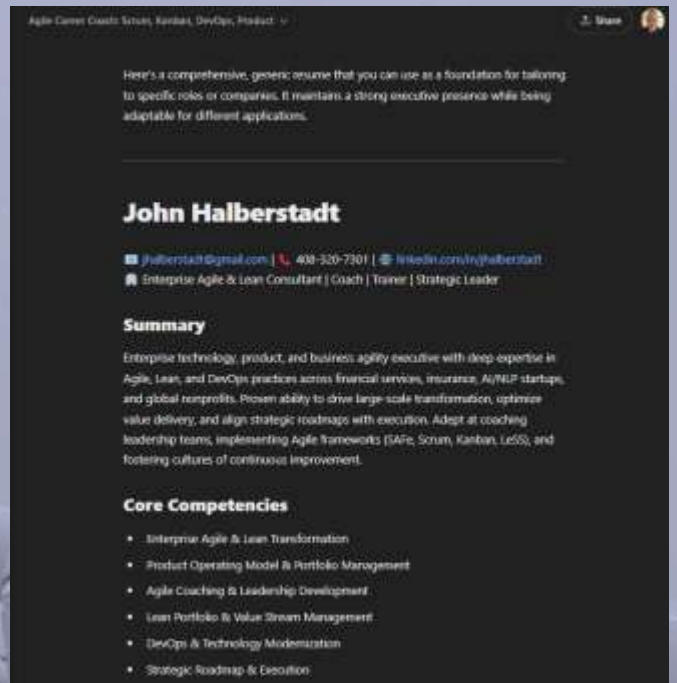 Agile Career Coach: Scrum, Kanban, DevOps, Product
Share
Here's a comprehensive, generic resume that you can use as a foundation for tailoring
to specific roles or companies. It maintains a strong executive presence while being
adaptable for different applications.
John Halberstadt
jhalberstadt@gmail.com | 408-320-7301 | linkedin.com/in/jhalberstadt
Enterprise Agile & Lean Consultant | Coach | Trainer | Strategic Leader
Summary
Enterprise technology, product, and business agility executive with deep expertise in
Agile, Lean, and DevOps practices across financial services, insurance, AI/NLP startups,
and global nonprofits. Proven ability to drive large-scale transformation, optimize
value delivery, and align strategic roadmaps with execution. Adept at coaching
leadership teams, implementing Agile frameworks (SAFe, Scrum, Kanban, LeSS), and
fostering cultures of continuous improvement.
Core Competencies
• Enterprise Agile & Lean Transformation
• Product Operating Model & Portfolio Management
• Agile Coaching & Leadership Development
• Lean Portfolio & Value Stream Management
• DevOps & Technology Modernization
• Strategic Roadmap & Execution